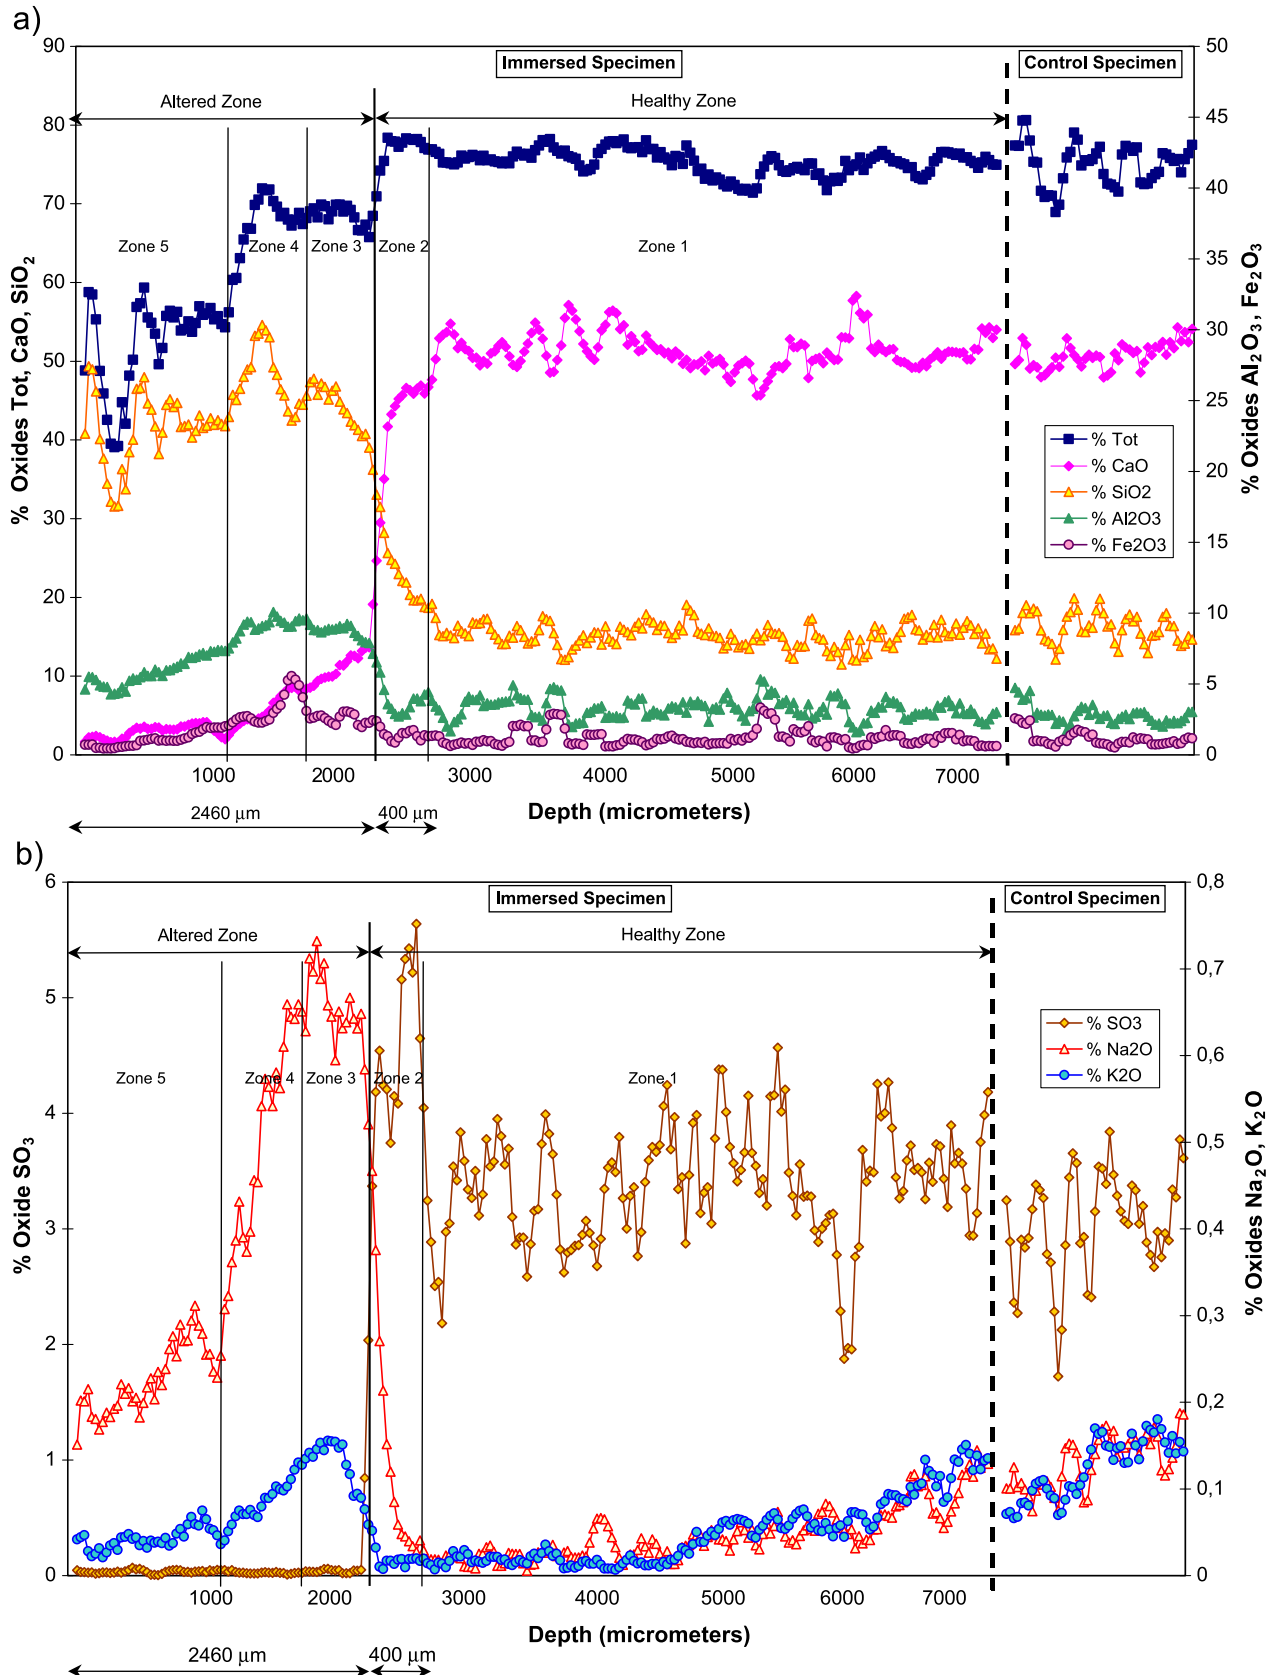 a)
90
80
70
60
50
40
30
20
10
0
% Oxides Tot, CaO, SiO2
50
45
40
35
30
25
20
15
10
5
0
% Oxides Al2O3, Fe2O3
Immersed Specimen
Control Specimen
Altered Zone
Healthy Zone
Zone 5
Zone 4
Zone 3
Zone 2
Zone 1
% Tot
% CaO
% SiO2
% Al2O3
% Fe2O3
1000
2000
3000
4000
5000
6000
7000
Depth (micrometers)
2460 μm
400 μm
b)
6
5
4
3
2
1
0
% Oxide SO3
0,8
0,7
0,6
0,5
0,4
0,3
0,2
0,1
0
% Oxides Na2O, K2O
Immersed Specimen
Control Specimen
Altered Zone
Healthy Zone
Zone 5
Zone 4
Zone 3
Zone 2
Zone 1
% SO3
% Na2O
% K2O
1000
2000
3000
4000
5000
6000
7000
Depth (micrometers)
2460 μm
400 μm